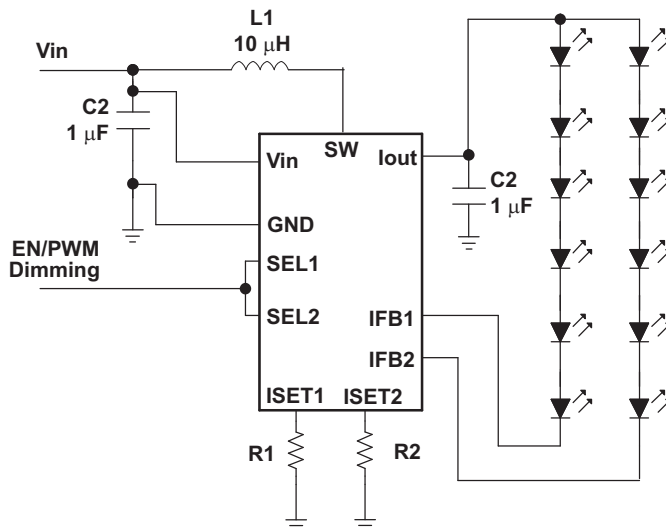 L1
10 μH
Vin
C2
1 μF
SW
Vin
Iout
C2
1 μF
GND
EN/PWM
Dimming
SEL1
SEL2
IFB1
IFB2
ISET1
ISET2
R1
R2